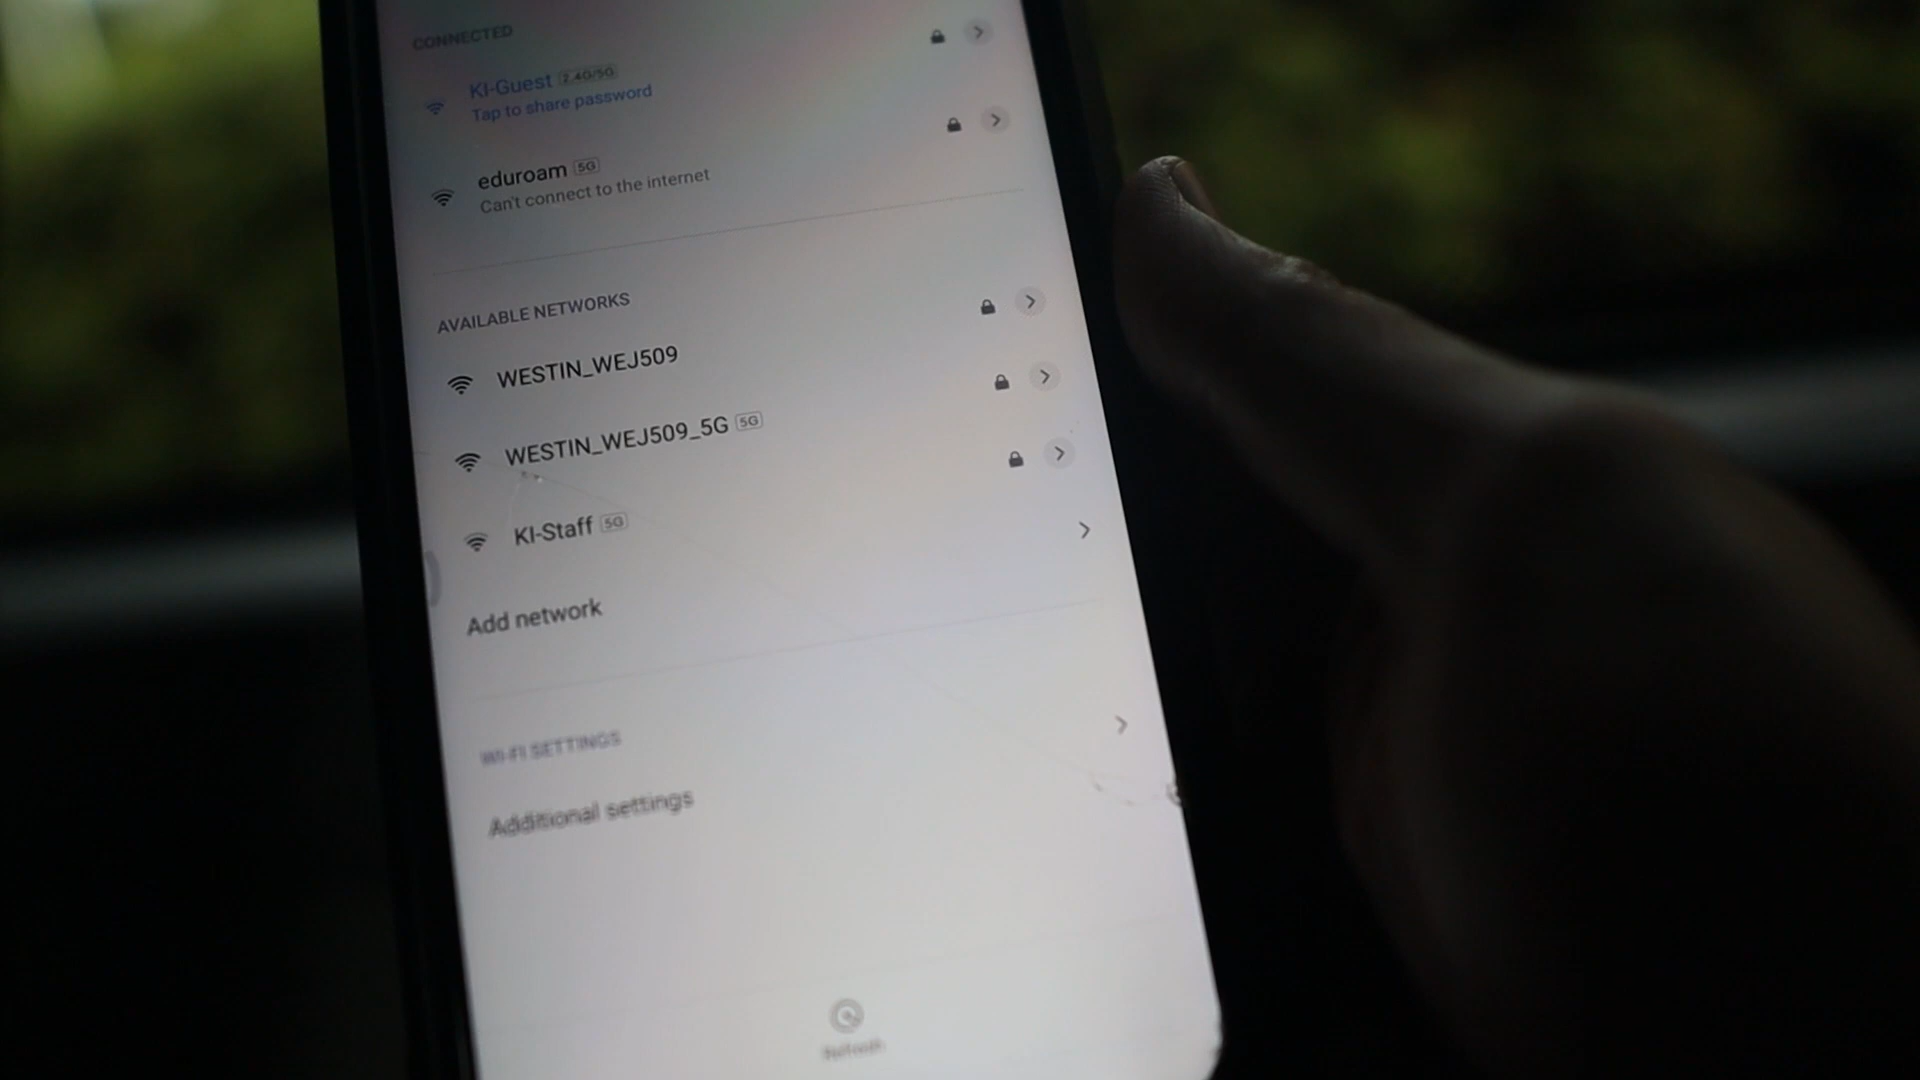 CONNECTED
KI-Guest 2.4G/5G
Tap to share password
eduroam 5G
Can't connect to the internet
AVAILABLE NETWORKS
WESTIN_WEJ509
WESTIN_WEJ509_5G 5G
KI-Staff 5G
Add network
WI-FI SETTINGS
Additional settings
Refresh